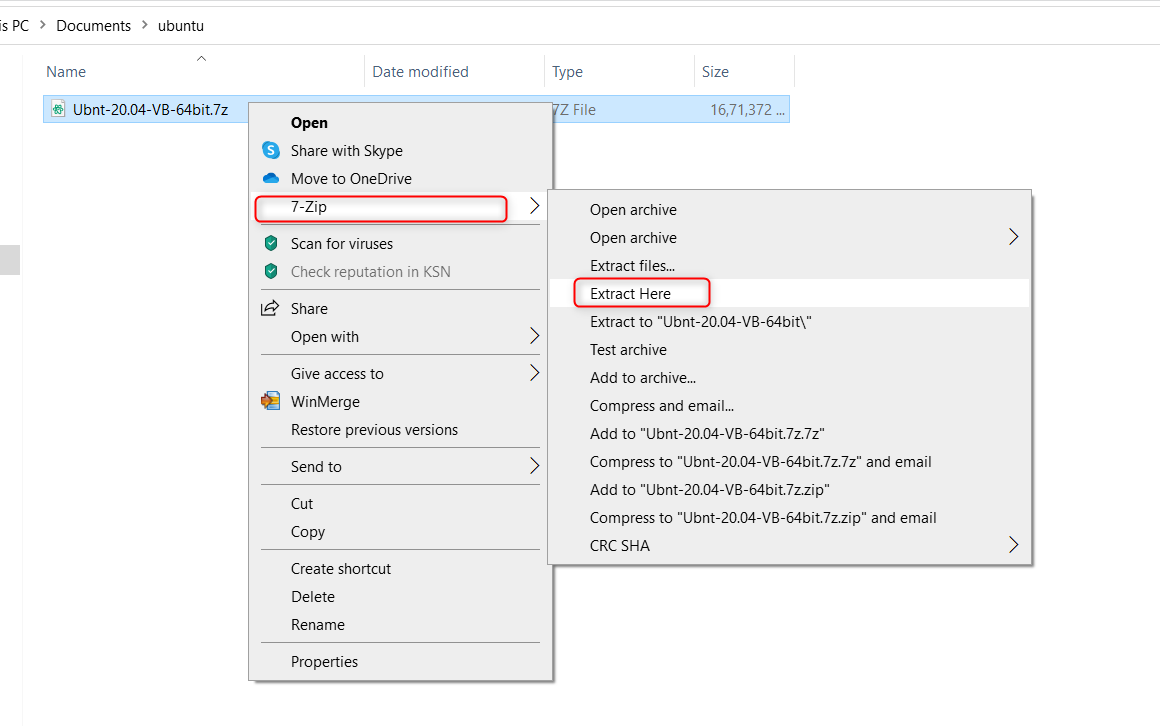 is PC > Documents > ubuntu
Name Date modified Type Size
Ubnt-20.04-VB-64bit.7z 7Z File 16,71,372 ...
Open
Share with Skype
Move to OneDrive
7-Zip
Scan for viruses
Check reputation in KSN
Share
Open with
Give access to
WinMerge
Restore previous versions
Send to
Cut
Copy
Create shortcut
Delete
Rename
Properties
Open archive
Open archive
Extract files...
Extract Here
Extract to "Ubnt-20.04-VB-64bit\"
Test archive
Add to archive...
Compress and email...
Add to "Ubnt-20.04-VB-64bit.7z.7z"
Compress to "Ubnt-20.04-VB-64bit.7z.7z" and email
Add to "Ubnt-20.04-VB-64bit.7z.zip"
Compress to "Ubnt-20.04-VB-64bit.7z.zip" and email
CRC SHA